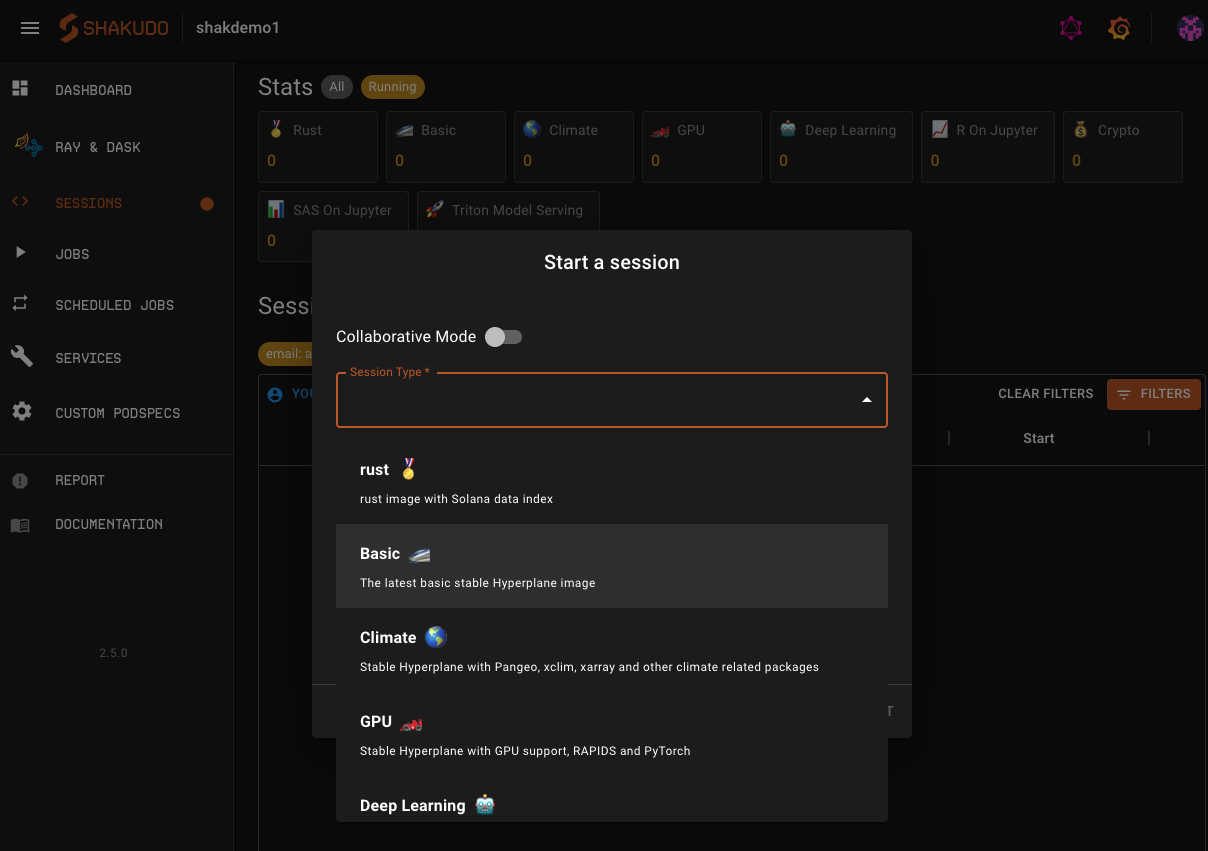 SHAKUDO shakdemo1
DASHBOARD
RAY & DASK
SESSIONS
JOBS
SCHEDULED JOBS
SERVICES
CUSTOM PODSPECS
REPORT
DOCUMENTATION
2.5.0
Stats All Running
Rust
0
Basic
0
Climate
0
GPU
0
Deep Learning
0
R On Jupyter
0
Crypto
0
SAS On Jupyter
0
Triton Model Serving
Sessi
email: a
YOU
CLEAR FILTERS
FILTERS
Start
Start a session
Collaborative Mode
Session Type *
rust
rust image with Solana data index
Basic
The latest basic stable Hyperplane image
Climate
Stable Hyperplane with Pangeo, xclim, xarray and other climate related packages
GPU
Stable Hyperplane with GPU support, RAPIDS and PyTorch
Deep Learning
T